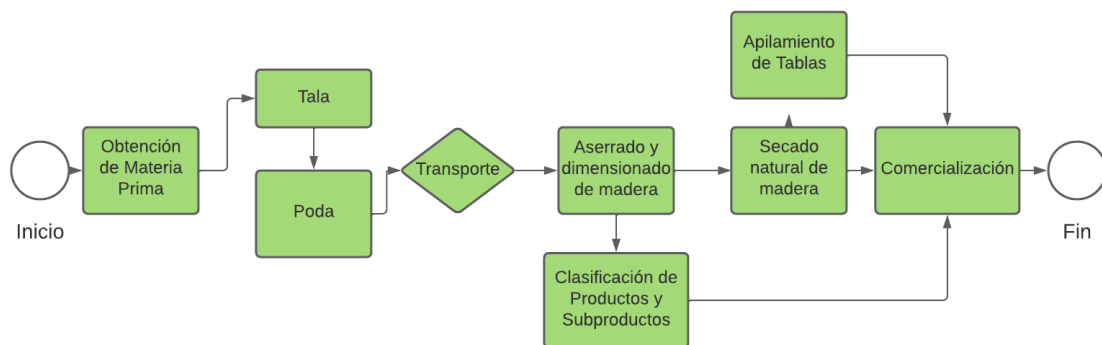 Inicio
Obtención
de Materia
Prima
Tala
Poda
Transporte
Aserrado y
dimensionado
de madera
Clasificación de
Productos y
Subproductos
Apilamiento
de Tablas
Secado
natural de
madera
Comercialización
Fin